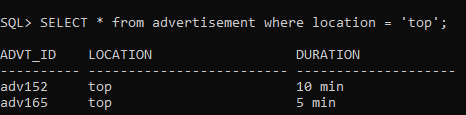 SQL> SELECT * from advertisement where location = 'top';
ADVT_ID    LOCATION                  DURATION
---------- ------------------------- --------------------
adv152     top                       10 min
adv165     top                       5 min